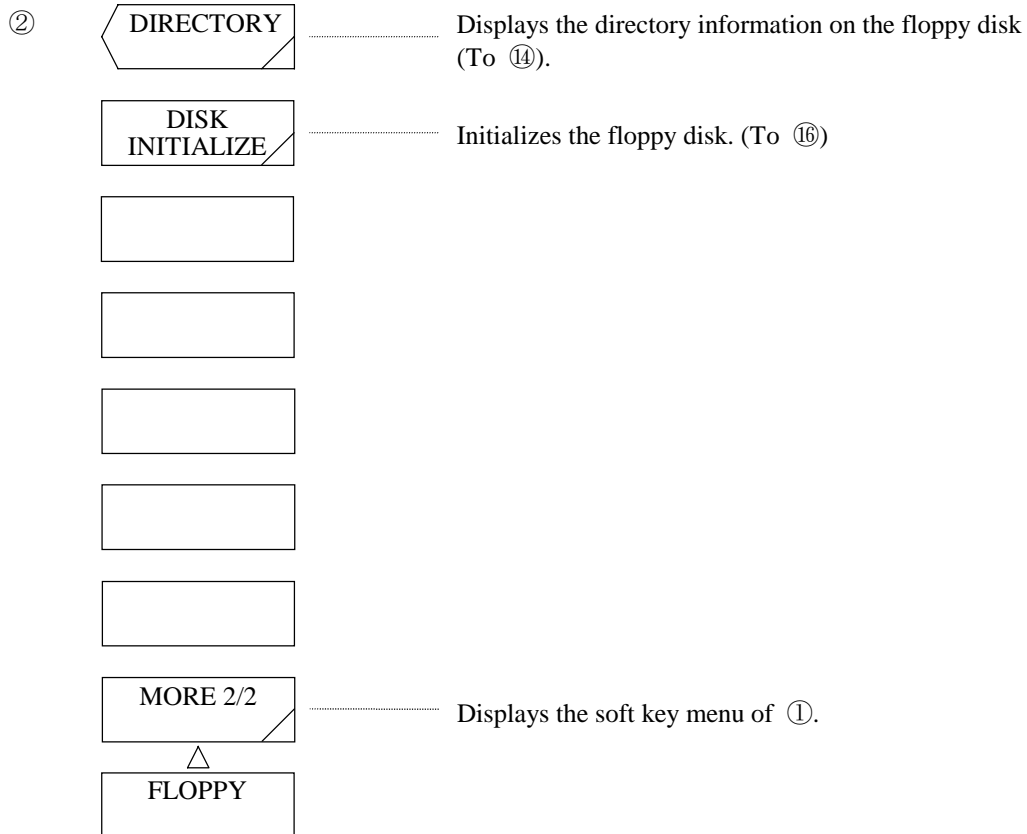 ② DIRECTORY Displays the directory information on the floppy disk
(To ⑭).
DISK
INITIALIZE Initializes the floppy disk. (To ⑯)
MORE 2/2 Displays the soft key menu of ①.
△
FLOPPY